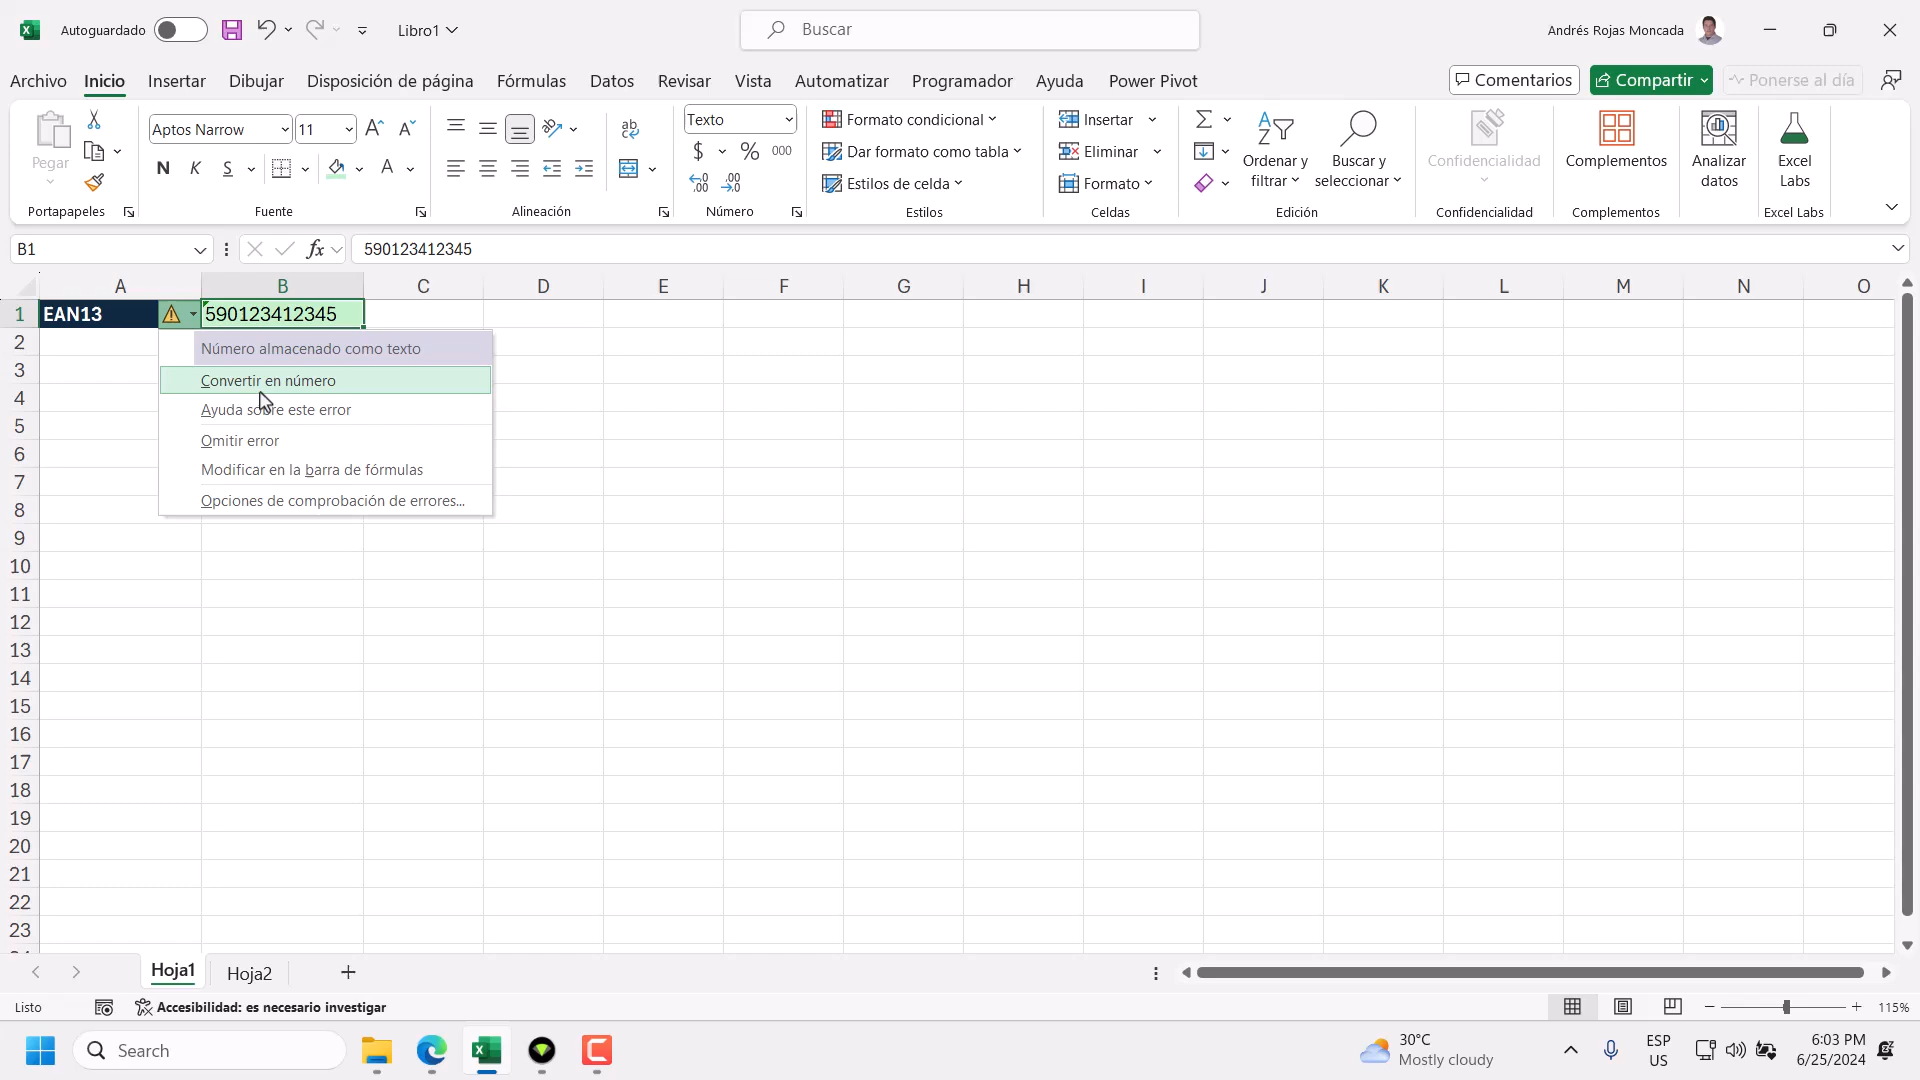 Autoguardado
Libro1
Buscar
Andrés Rojas Moncada
Archivo Inicio Insertar Dibujar Disposición de página Fórmulas Datos Revisar Vista Automatizar Programador Ayuda Power Pivot
Comentarios Compartir Ponerse al día
Pegar
Portapapeles
Aptos Narrow 11
N K S A
Fuente
ab
Alineación
Texto
$ % 000
Número
Formato condicional
Dar formato como tabla
Estilos de celda
Estilos
Insertar
Eliminar
Formato
Celdas
Ordenar y filtrar
Buscar y seleccionar
Edición
Confidencialidad
Confidencialidad
Complementos
Complementos
Analizar datos
Excel Labs
Excel Labs
B1 fx 590123412345
A B C D E F G H I J K L M N O
1 EAN13 590123412345
2
3
4
5
6
7
8
9
10
11
12
13
14
15
16
17
18
19
20
21
22
23
Número almacenado como texto
Convertir en número
Ayuda sobre este error
Omitir error
Modificar en la barra de fórmulas
Opciones de comprobación de errores...
Hoja1 Hoja2
Listo Accesibilidad: es necesario investigar 115%
Search
30°C
Mostly cloudy
ESP
US
6:03 PM
6/25/2024